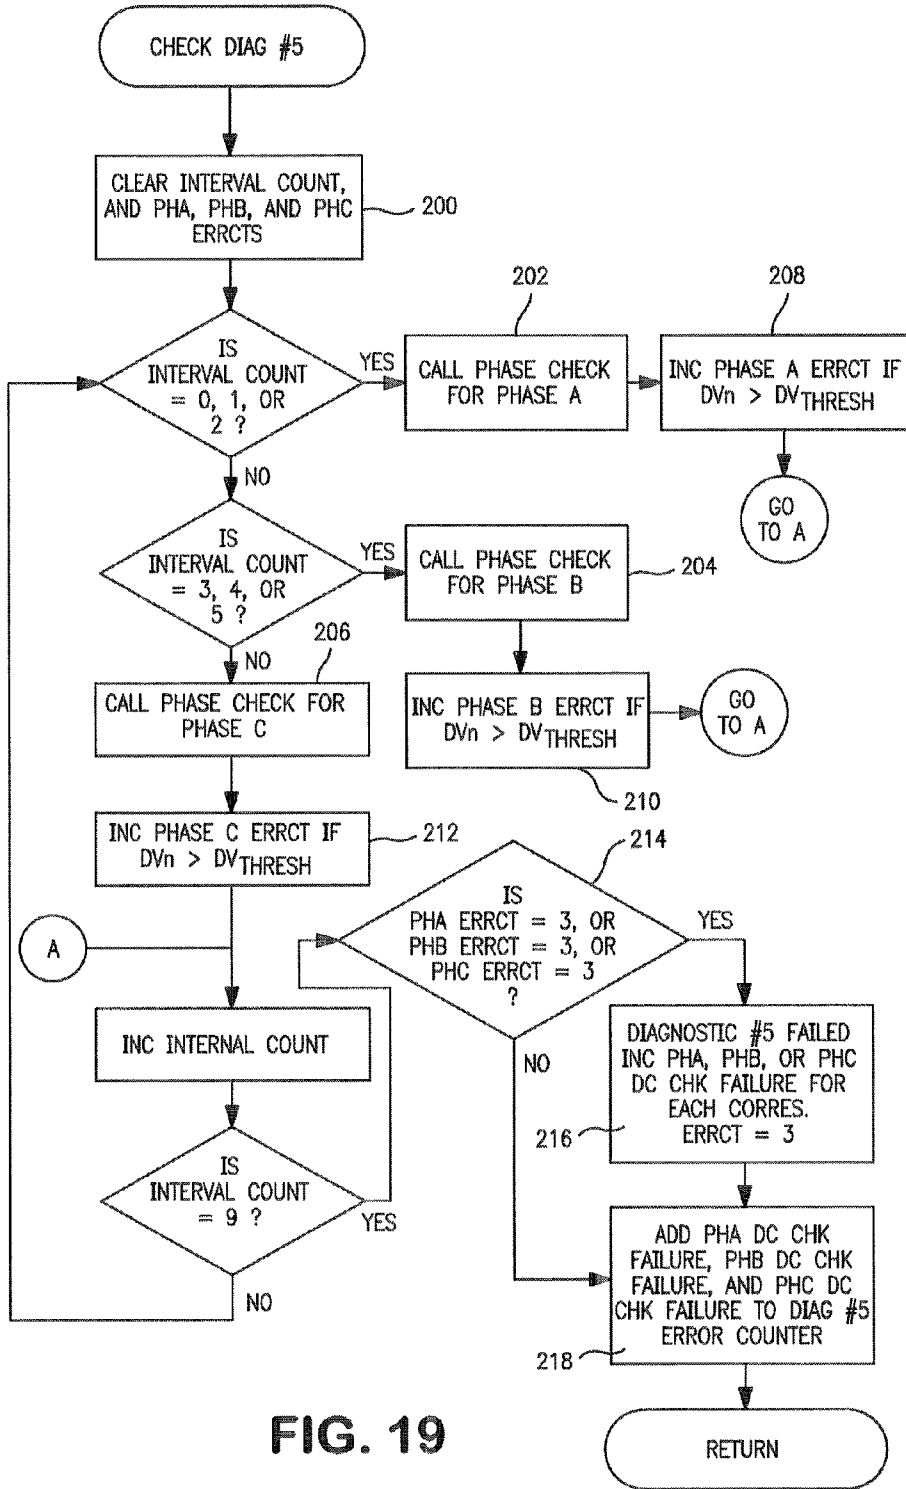 CHECK DIAG #5
CLEAR INTERVAL COUNT,
AND PHA, PHB, AND PHC
ERRCTS
200
IS
INTERVAL COUNT
= 0, 1, OR
2 ?
YES
202
CALL PHASE CHECK
FOR PHASE A
208
INC PHASE A ERRCT IF
DVn > DVTHRESH
GO
TO A
NO
IS
INTERVAL COUNT
= 3, 4, OR
5 ?
YES
CALL PHASE CHECK
FOR PHASE B
204
NO
206
CALL PHASE CHECK FOR
PHASE C
INC PHASE B ERRCT IF
DVn > DVTHRESH
210
GO
TO A
INC PHASE C ERRCT IF
DVn > DVTHRESH
212
A
INC INTERNAL COUNT
IS
INTERVAL COUNT
= 9 ?
YES
NO
214
IS
PHA ERRCT = 3, OR
PHB ERRCT = 3, OR
PHC ERRCT = 3
?
YES
NO
DIAGNOSTIC #5 FAILED
INC PHA, PHB, OR PHC
DC CHK FAILURE FOR
EACH CORRES.
ERRCT = 3
216
ADD PHA DC CHK
FAILURE, PHB DC CHK
FAILURE, AND PHC DC
CHK FAILURE TO DIAG #5
ERROR COUNTER
218
RETURN
FIG. 19